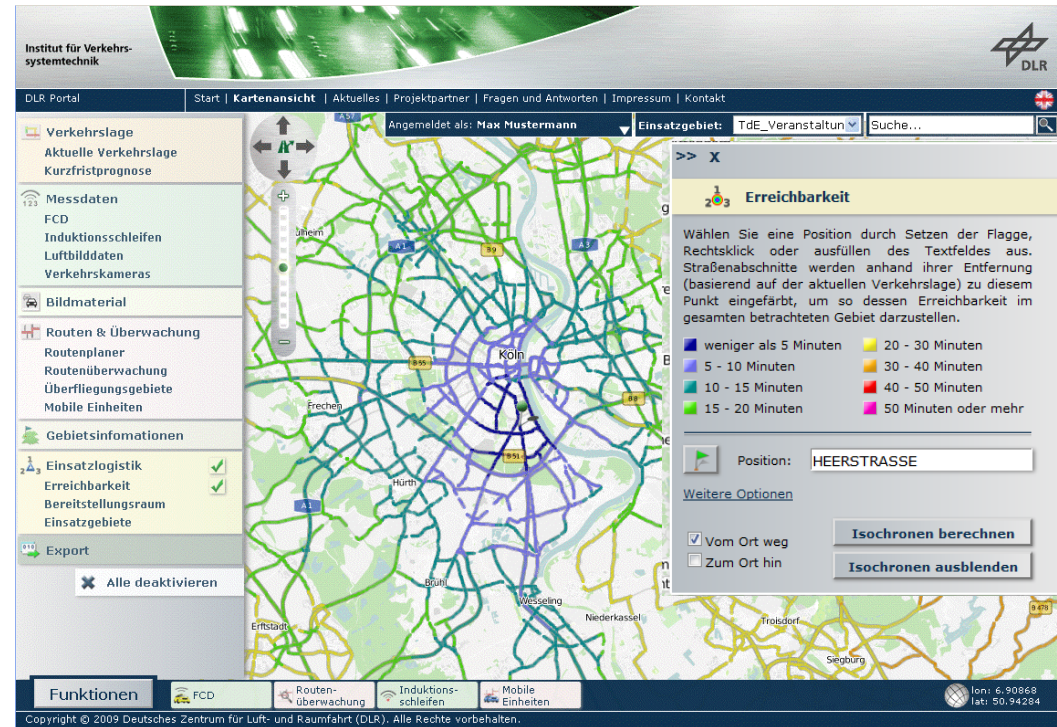 Institut für Verkehrs-
systemtechnik
DLR
DLR Portal
Start | Kartenansicht | Aktuelles | Projektpartner | Fragen und Antworten | Impressum | Kontakt
Angemeldet als: Max Mustermann
Einsatzgebiet: TdE_Veranstaltun
Suche...
Verkehrslage
Aktuelle Verkehrslage
Kurzfristprognose
Messdaten
FCD
Induktionsschleifen
Luftbilddaten
Verkehrskameras
Bildmaterial
Routen & Überwachung
Routenplaner
Routenüberwachung
Überfliegungsgebiete
Mobile Einheiten
Gebietsinfomationen
Einsatzlogistik
Erreichbarkeit
Bereitstellungsraum
Einsatzgebiete
Export
Alle deaktivieren
A57
B9
A3
A1
Köln
B55
B8
Frechen
B51
Hürth
A1
Brühl
Wesseling
Niederkassel
Erftstadt
Troisdorf
Siegburg
B 478
>> X
Erreichbarkeit
Wählen Sie eine Position durch Setzen der Flagge,
Rechtsklick oder ausfüllen des Textfeldes aus.
Straßenabschnitte werden anhand ihrer Entfernung
(basierend auf der aktuellen Verkehrslage) zu diesem
Punkt eingefärbt, um so dessen Erreichbarkeit im
gesamten betrachteten Gebiet darzustellen.
weniger als 5 Minuten
20 - 30 Minuten
5 - 10 Minuten
30 - 40 Minuten
10 - 15 Minuten
40 - 50 Minuten
15 - 20 Minuten
50 Minuten oder mehr
Position: HEERSTRASSE
Weitere Optionen
Vom Ort weg
Isochronen berechnen
Zum Ort hin
Isochronen ausblenden
Funktionen
FCD
Routen-
überwachung
Induktions-
schleifen
Mobile
Einheiten
lon: 6.90868
lat: 50.94284
Copyright © 2009 Deutsches Zentrum für Luft- und Raumfahrt (DLR). Alle Rechte vorbehalten.